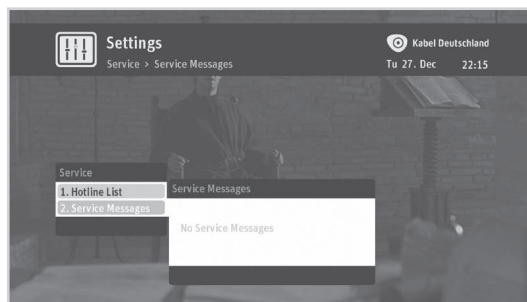 Settings
Kabel Deutschland
Service > Service Messages
Tu 27. Dec 22:15
Service
1. Hotline List
2. Service Messages
Service Messages
No Service Messages